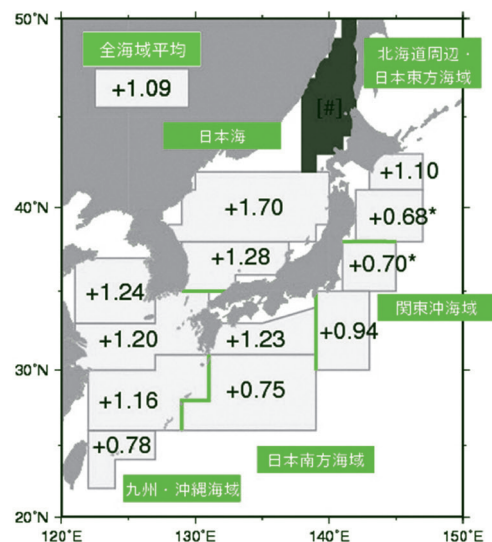 50°N
40°N
30°N
20°N
120°E
130°E
140°E
150°E
全海域平均
+1.09
北海道周辺・
日本東方海域
[#]
日本海
+1.10
+1.70
+0.68*
+1.28
+0.70*
+1.24
関東沖海域
+0.94
+1.20
+1.23
+1.16
+0.75
+0.78
日本南方海域
九州・沖縄海域